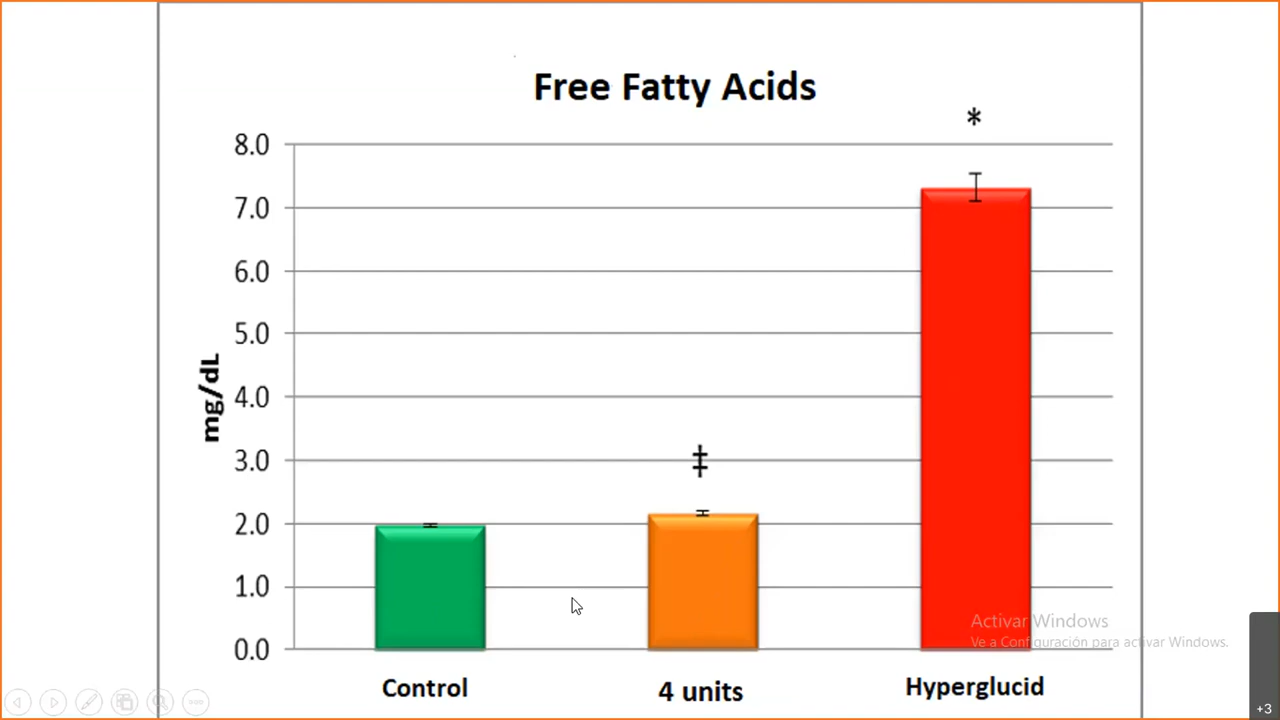 Free Fatty Acids
*
8.0
7.0
6.0
5.0
4.0
3.0
2.0
1.0
0.0
mg/dL
‡
Control
4 units
Hyperglucid
Activar Windows
Ve a Configuración para activar Windows.
+3